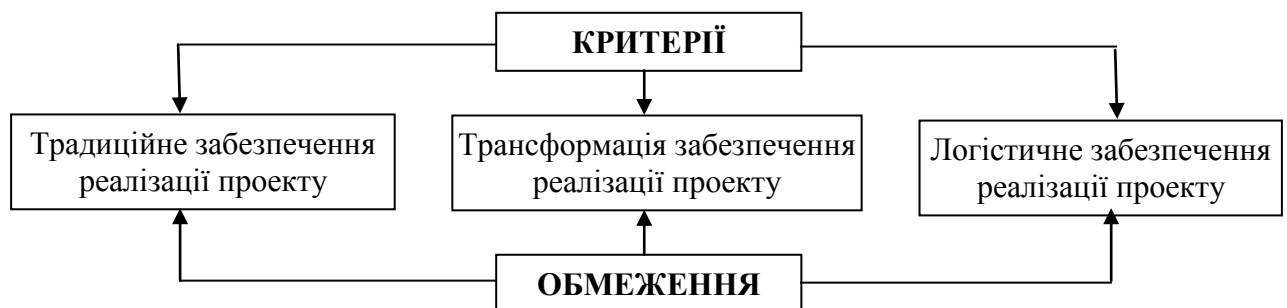 КРИТЕРІЇ
Традиційне забезпечення
реалізації проекту
Трансформація забезпечення
реалізації проекту
Логістичне забезпечення
реалізації проекту
ОБМЕЖЕННЯ